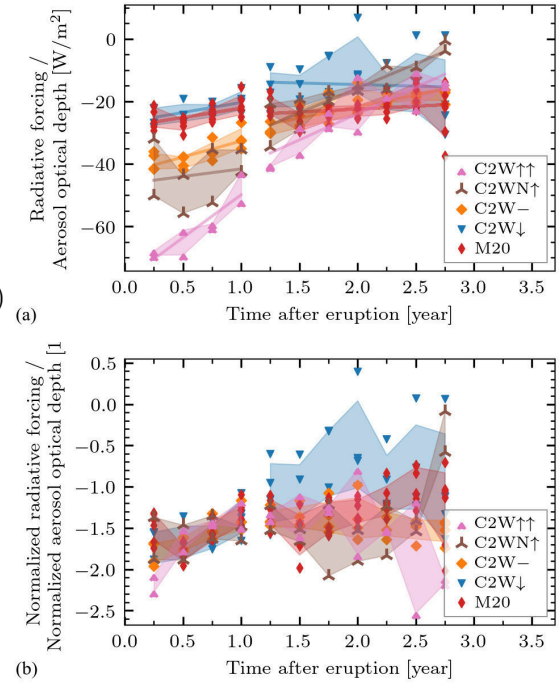 Radiative forcing /
Aerosol optical depth [W/m²]
0
−20
−40
−60
C2W↑↑
C2WN↑
C2W−
C2W↓
M20
0.0 0.5 1.0 1.5 2.0 2.5 3.0 3.5
Time after eruption [year]
)
(a)
Normalized radiative forcing /
Normalized aerosol optical depth [1
0.5
0.0
−0.5
−1.0
−1.5
−2.0
−2.5
C2W↑↑
C2WN↑
C2W−
C2W↓
M20
0.0 0.5 1.0 1.5 2.0 2.5 3.0 3.5
Time after eruption [year]
(b)